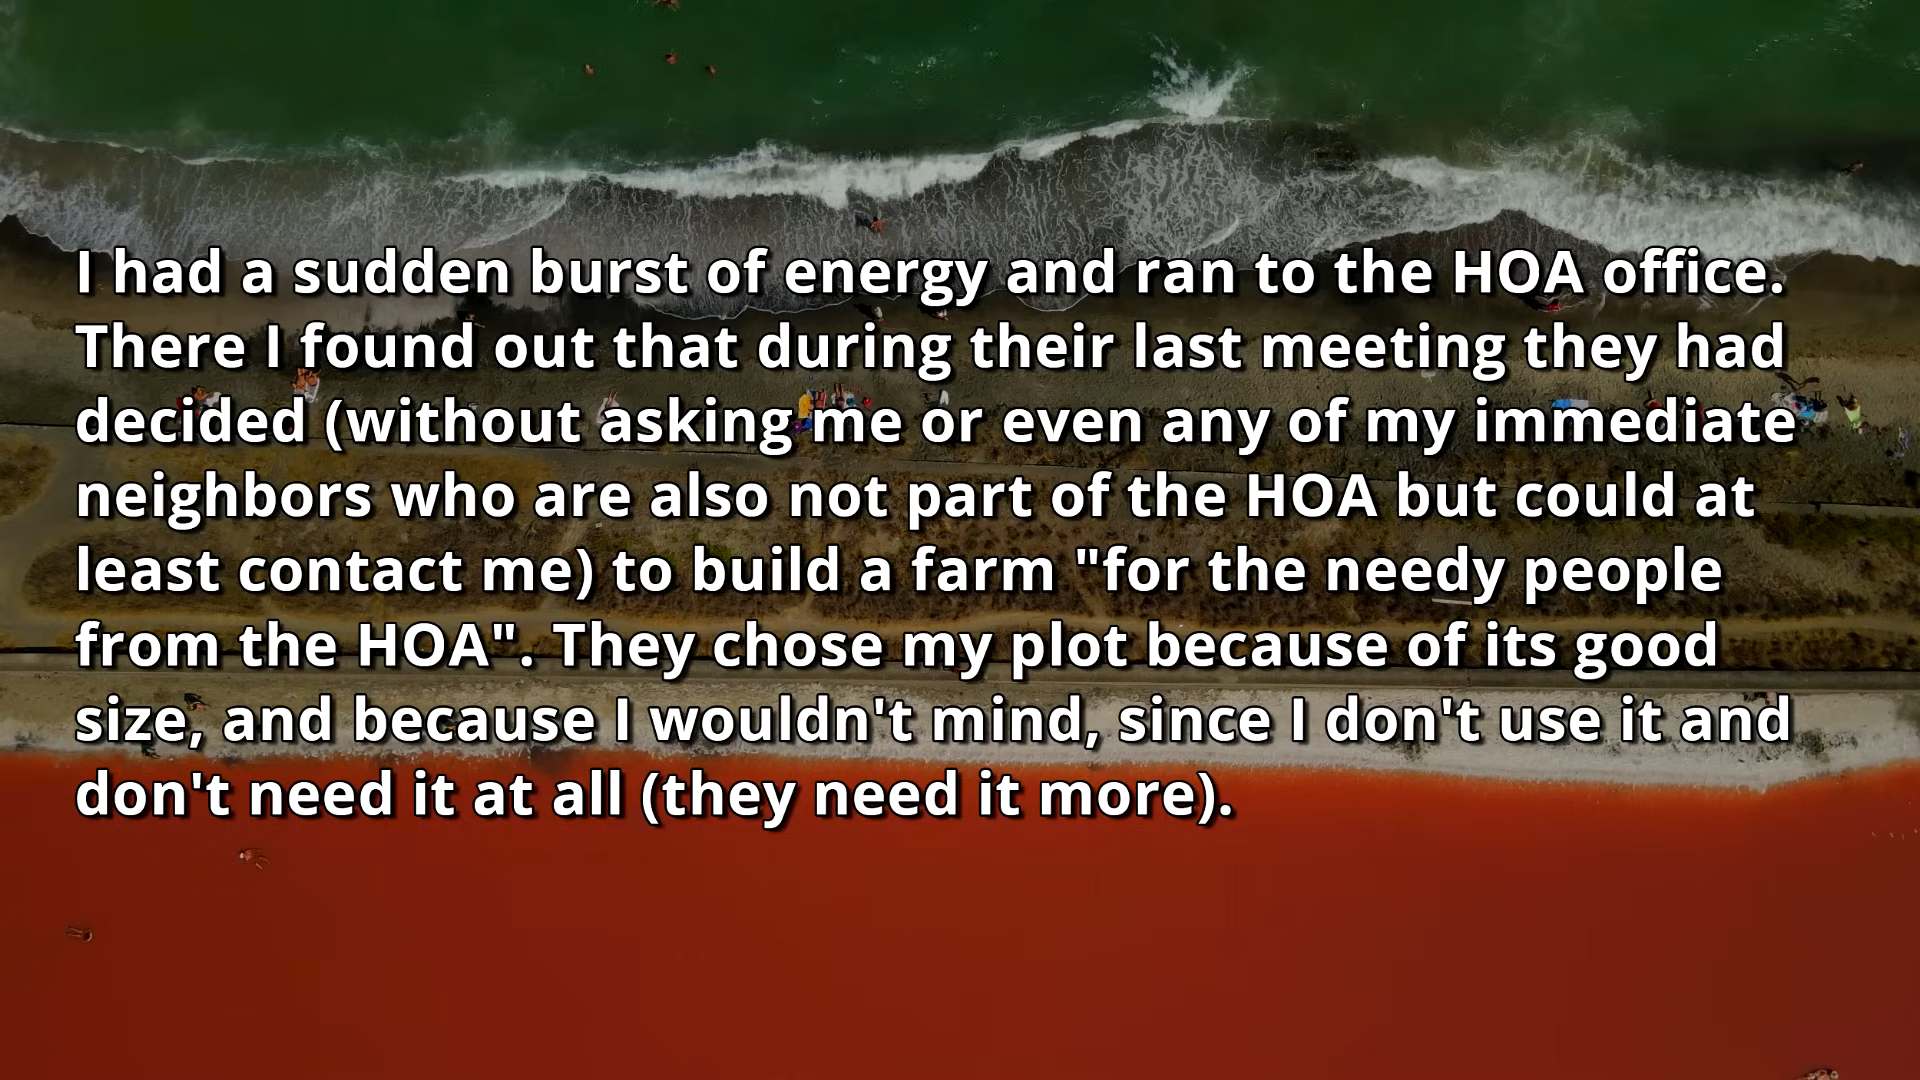 I had a sudden burst of energy and ran to the HOA office.
There I found out that during their last meeting they had
decided (without asking me or even any of my immediate
neighbors who are also not part of the HOA but could at
least contact me) to build a farm "for the needy people
from the HOA". They chose my plot because of its good
size, and because I wouldn't mind, since I don't use it and
don't need it at all (they need it more).